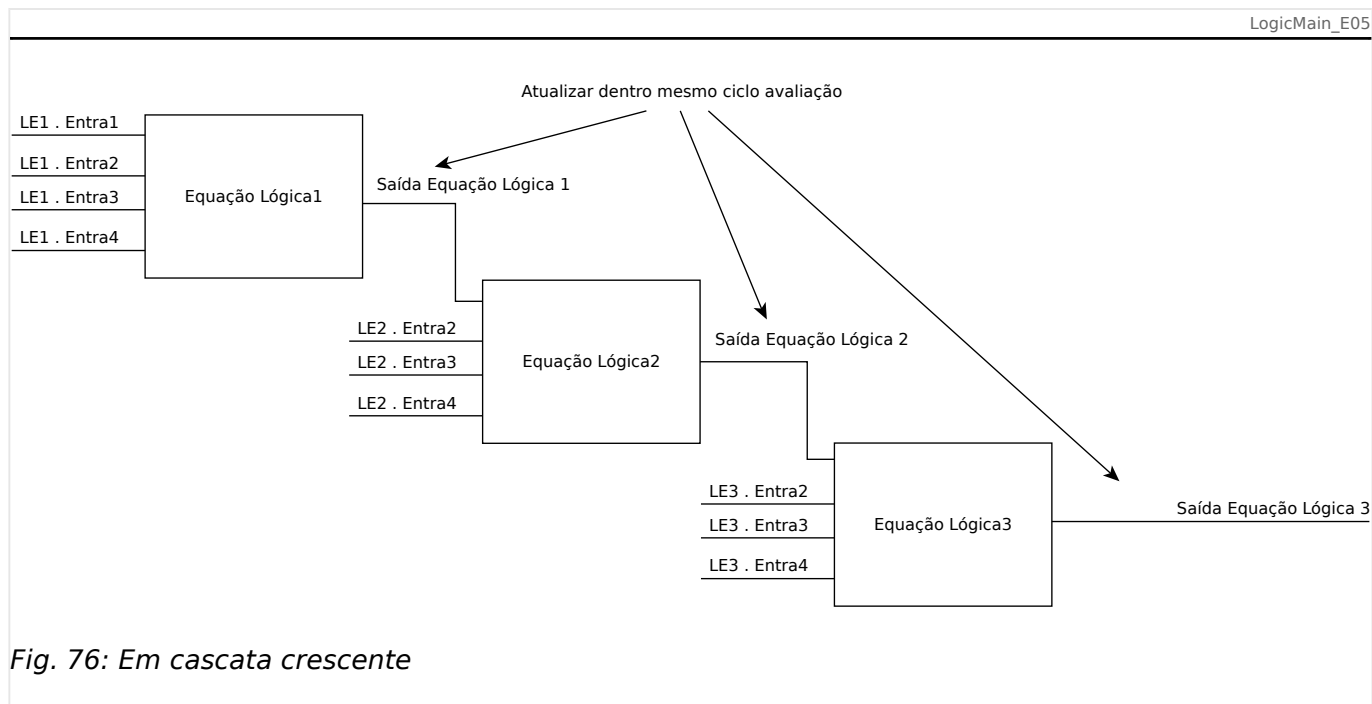 LogicMain_E05
Atualizar dentro mesmo ciclo avaliação
LE1 . Entra1
LE1 . Entra2
LE1 . Entra3
LE1 . Entra4
Equação Lógica1
Saída Equação Lógica 1
LE2 . Entra2
LE2 . Entra3
LE2 . Entra4
Equação Lógica2
Saída Equação Lógica 2
LE3 . Entra2
LE3 . Entra3
LE3 . Entra4
Equação Lógica3
Saída Equação Lógica 3
Fig. 76: Em cascata crescente